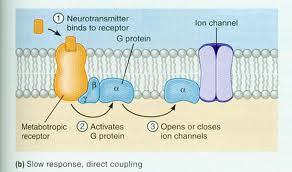 1 Neurotransmitter
binds to receptor
G protein
Ion channel
β
γ
α
α
Metabotropic
receptor
2 Activates
G protein
3 Opens or closes
ion channels
(b) Slow response, direct coupling